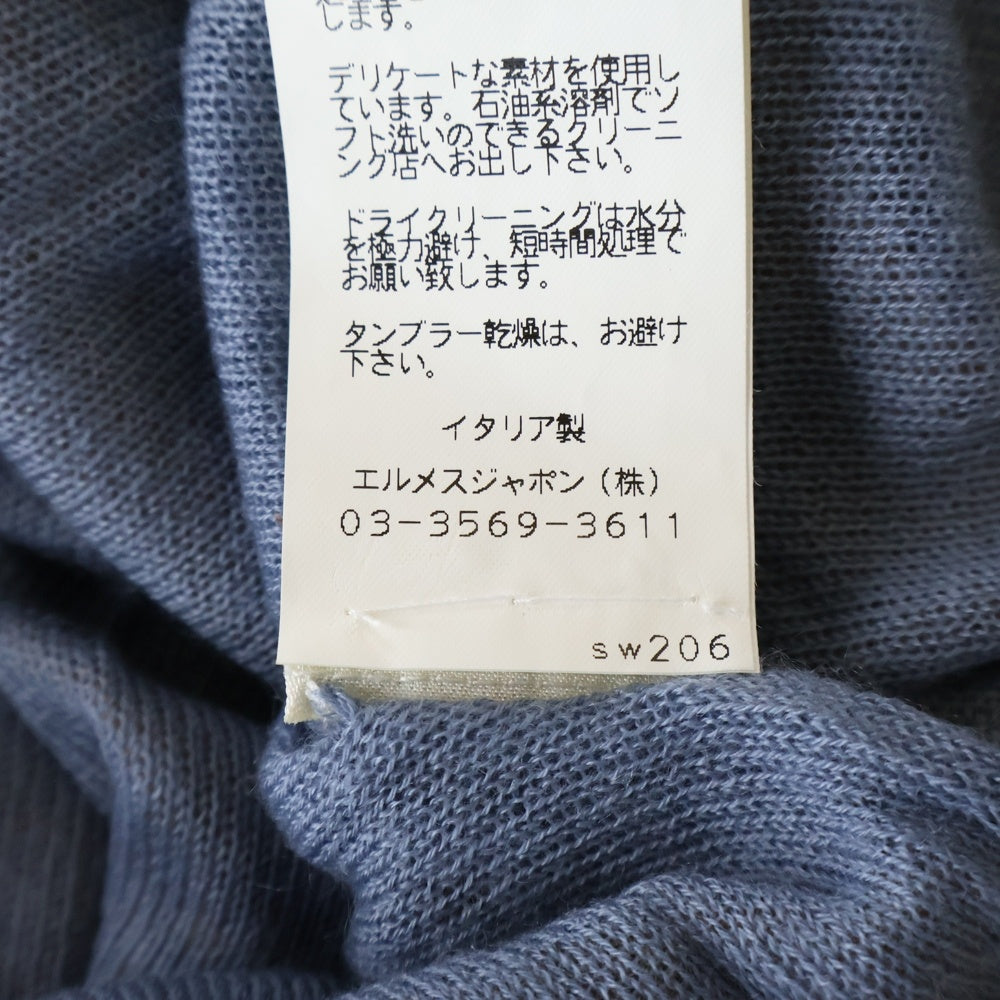 します。
デリケートな素材を使用し
ています。石油系溶剤でソ
フト洗いのできるクリーニ
ング店へお出し下さい。
ドライクリーニングは水分
を極力避け、短時間処理で
お願い致します。
タンブラー乾燥は、お避け
下さい。
イタリア製
エルメスジャポン(株)
03-3569-3611
sw206